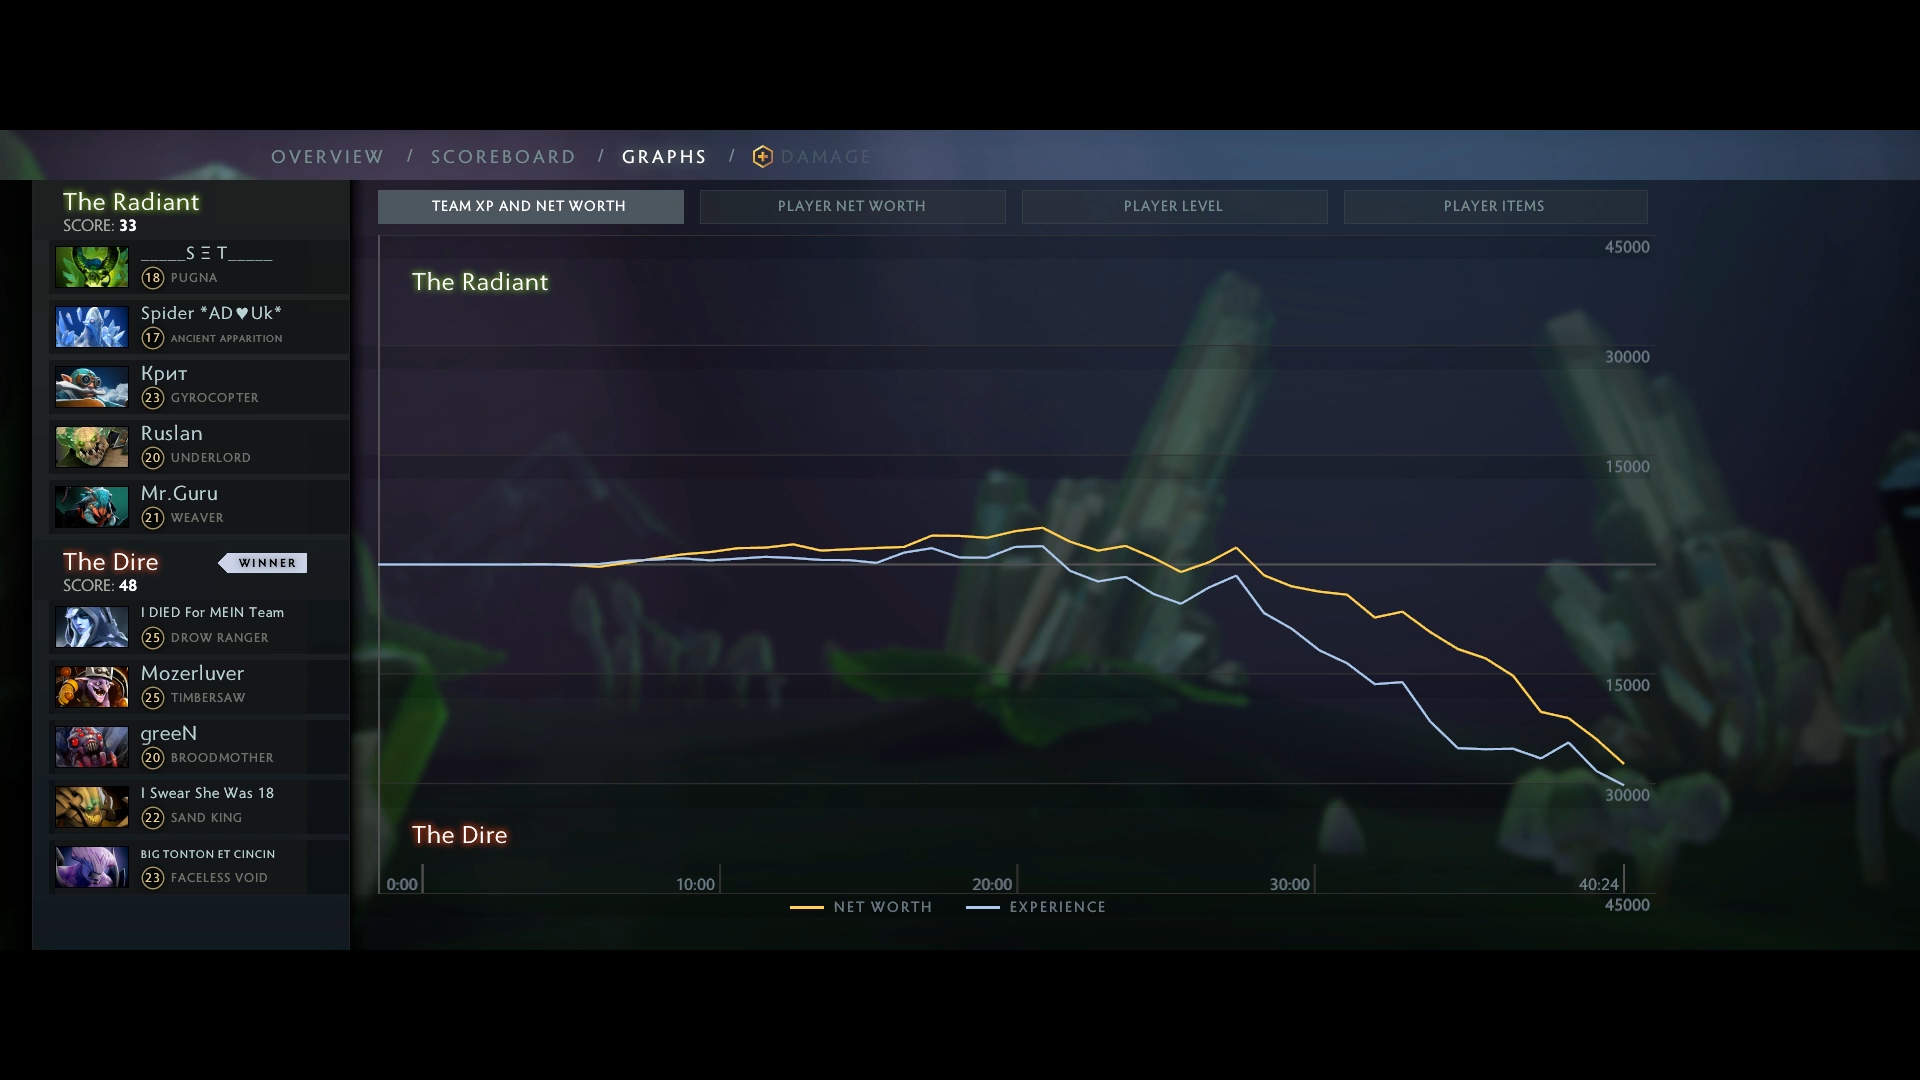 OVERVIEW / SCOREBOARD / GRAPHS / DAMAGE
The Radiant
SCORE: 33
_____S Ξ T_____
18 PUGNA
Spider *AD♥Uk*
17 ANCIENT APPARITION
Крит
23 GYROCOPTER
Ruslan
20 UNDERLORD
Mr.Guru
21 WEAVER
The Dire WINNER
SCORE: 48
I DIED For MEIN Team
25 DROW RANGER
Mozerluver
25 TIMBERSAW
greeN
20 BROODMOTHER
I Swear She Was 18
22 SAND KING
BIG TONTON ET CINCIN
23 FACELESS VOID
TEAM XP AND NET WORTH PLAYER NET WORTH PLAYER LEVEL PLAYER ITEMS
45000
The Radiant
30000
15000
15000
30000
The Dire
0:00 10:00 20:00 30:00 40:24
45000
NET WORTH EXPERIENCE